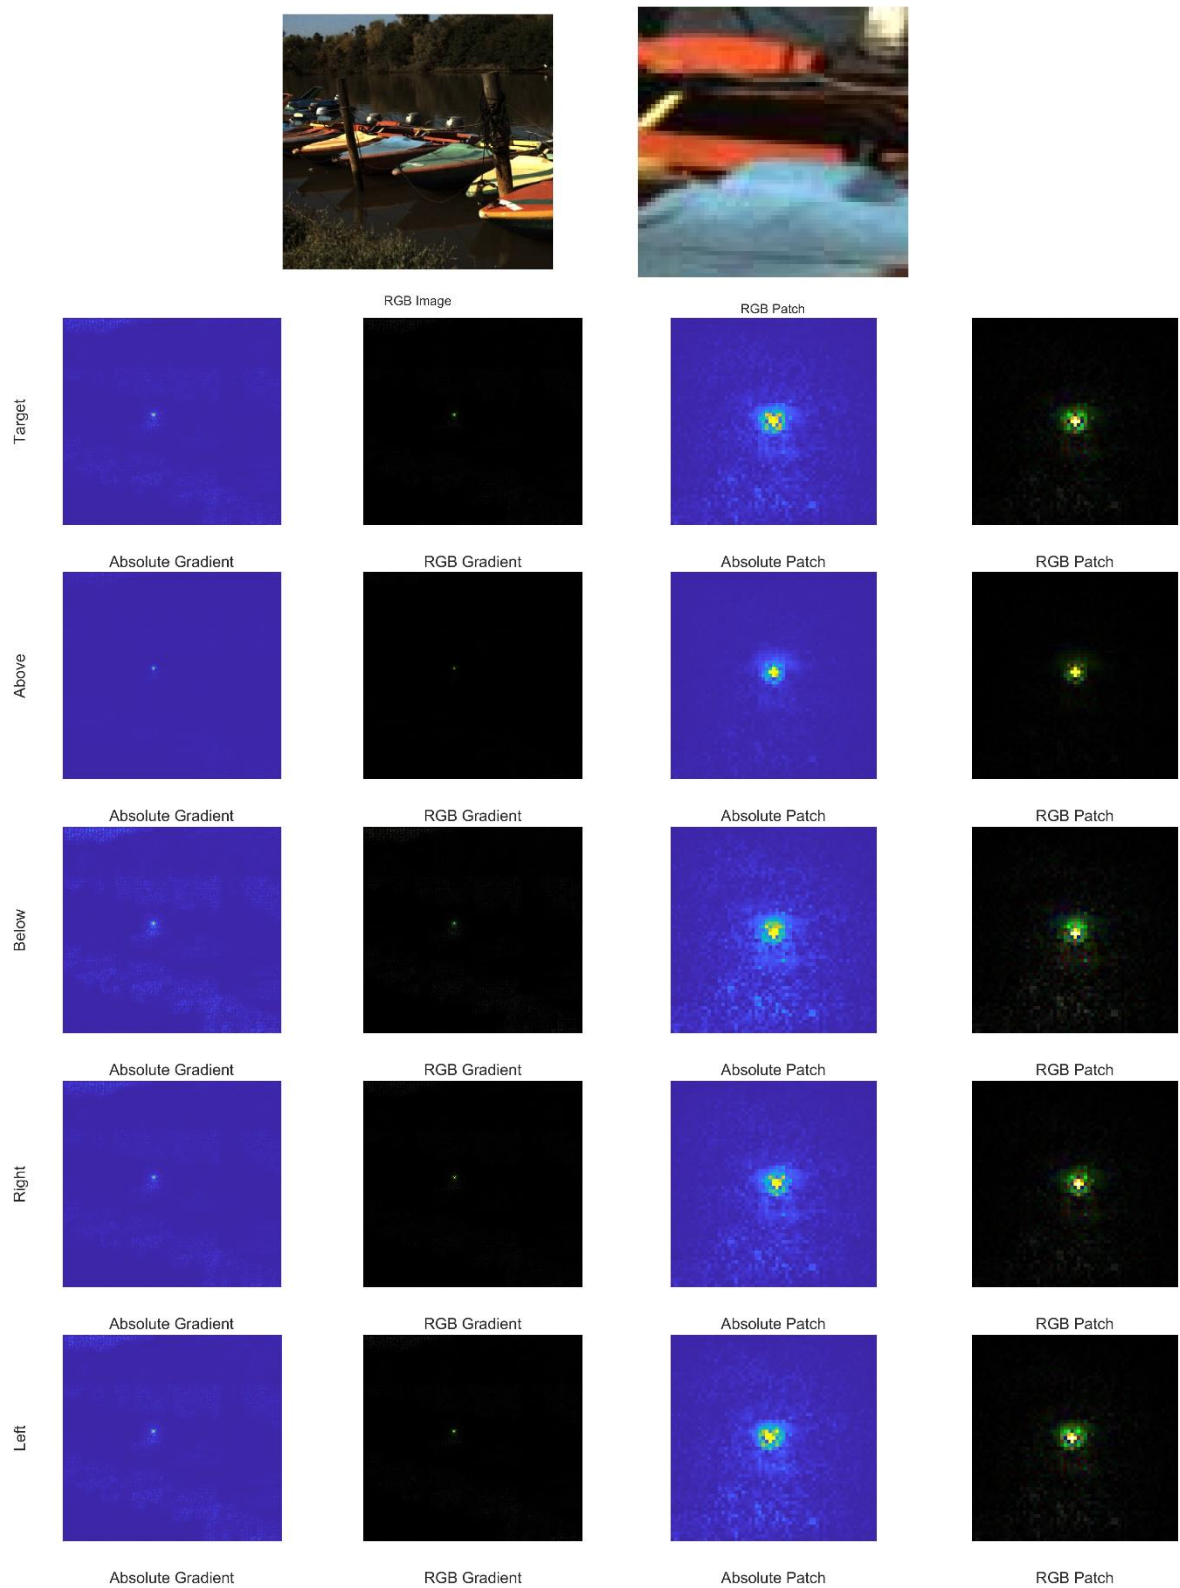 RGB Image
RGB Patch
Target
Absolute Gradient
RGB Gradient
Absolute Patch
RGB Patch
Above
Absolute Gradient
RGB Gradient
Absolute Patch
RGB Patch
Below
Absolute Gradient
RGB Gradient
Absolute Patch
RGB Patch
Right
Absolute Gradient
RGB Gradient
Absolute Patch
RGB Patch
Left
Absolute Gradient
RGB Gradient
Absolute Patch
RGB Patch